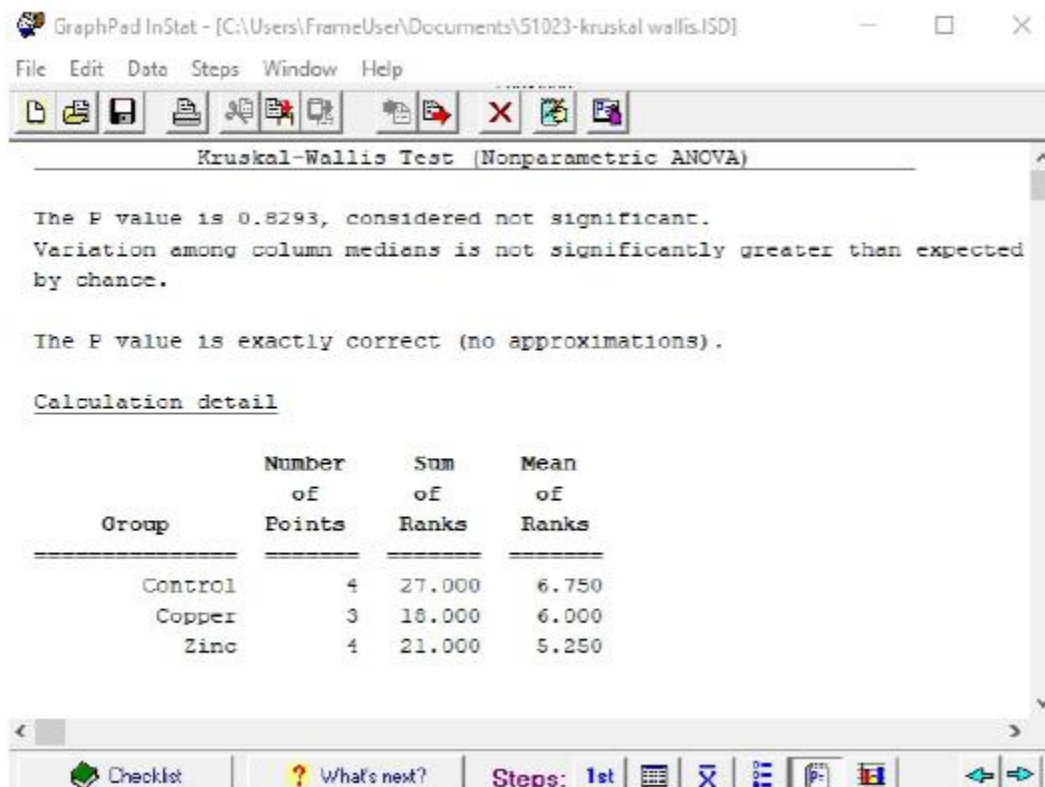 GraphPad InStat - [C:\Users\FrameUser\Documents\51023-kruskal wallis.ISD]
File Edit Data Steps Window Help
Kruskal-Wallis Test (Nonparametric ANOVA)
The P value is 0.8293, considered not significant.
Variation among column medians is not significantly greater than expected
by chance.
The P value is exactly correct (no approximations).
Calculation detail
Number Sum Mean
of of of
Group Points Ranks Ranks
=============== ======= ======= =======
Control 4 27.000 6.750
Copper 3 18.000 6.000
Zinc 4 21.000 5.250
Checklist ? What's next? Steps: 1st x̄ P=